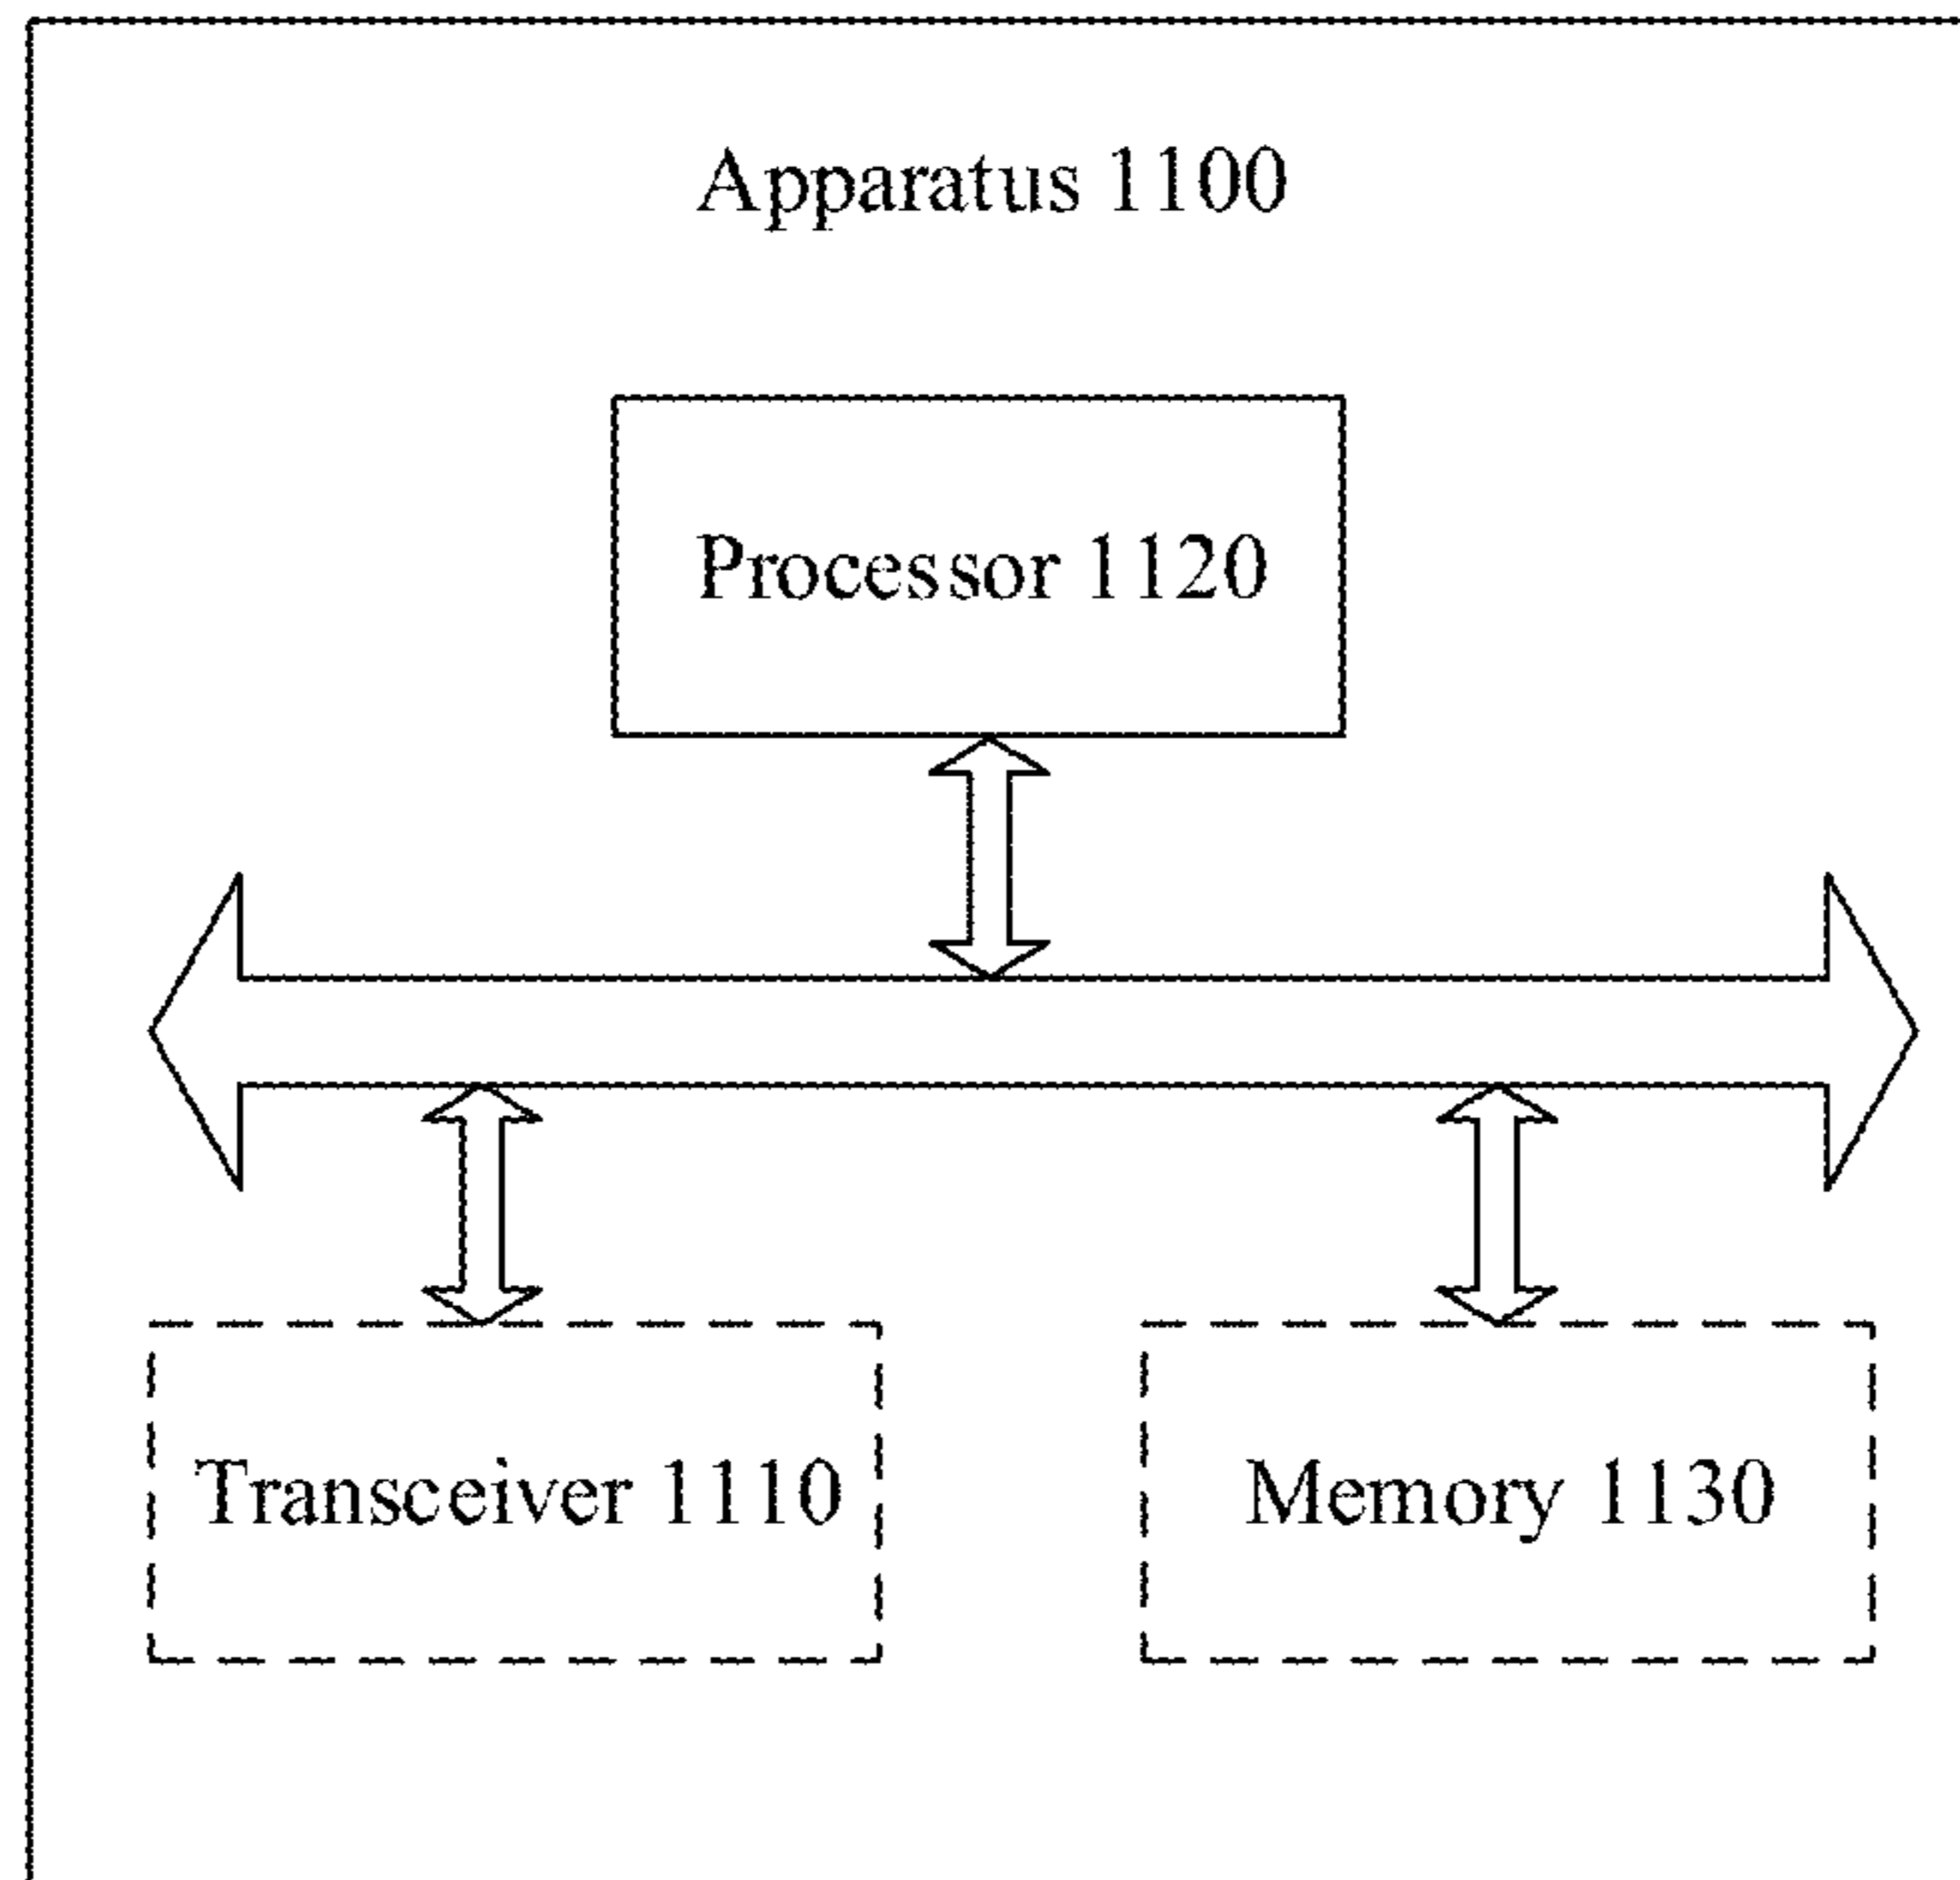 Apparatus 1100
Processor 1120
Transceiver 1110
Memory 1130